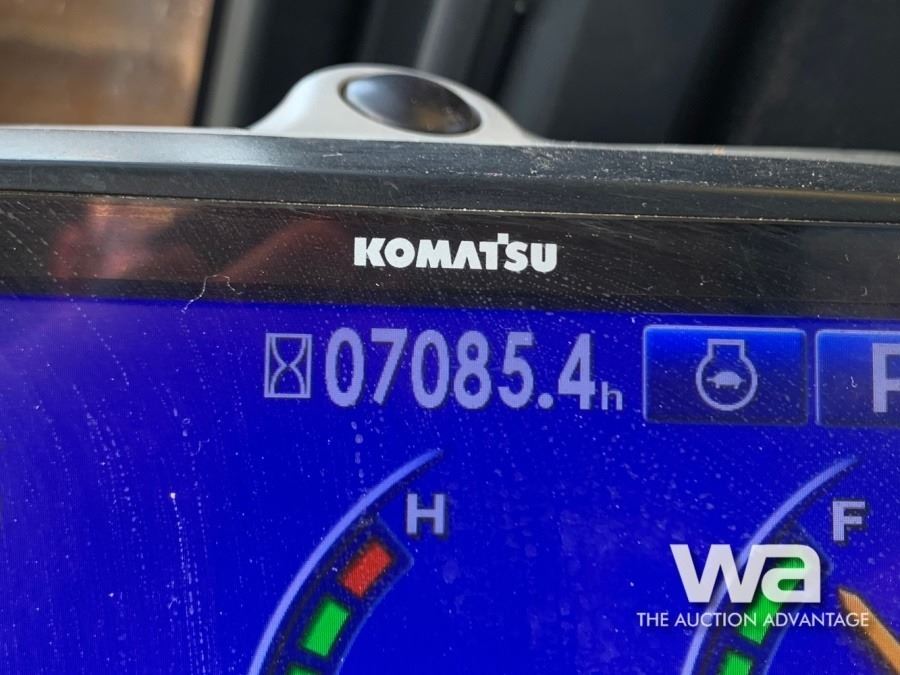 KOMATSU
07085.4h
P
H
F
wa
THE AUCTION ADVANTAGE